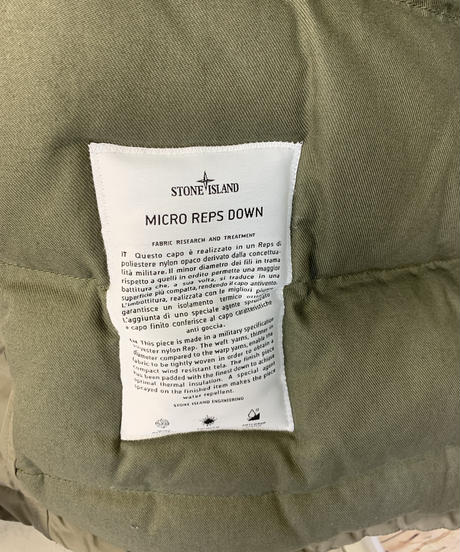 STONE ISLAND
MICRO REPS DOWN
FABRIC RESEARCH AND TREATMENT
IT Questo capo è realizzato in un Reps di
poliestere nylon opaco derivato dalla concettua-
lità militare. Il minor diametro dei fili in trama
rispetto a quelli in ordito permette una maggior
battitura che, a sua volta, si traduce in una
superficie più compatta, rendendo il capo antivento.
L'imbottitura, realizzata con le migliori piume,
garantisce un isolamento termico ottimale.
L'aggiunta di uno speciale agente spruzzato
a capo finito conferisce al capo caratteristiche
anti goccia.
EN This piece is made in a military specification
polyester nylon Rep. The weft yarns, thinner in
diameter compared to the warp yarns, enable the
fabric to be tightly woven in order to obtain a
compact wind resistant tela. The finish piece
has been padded with the finest down to achieve
optimal thermal insulation. A special agent
sprayed on the finished item makes the piece
water repellent.
STONE ISLAND ENGINEERING